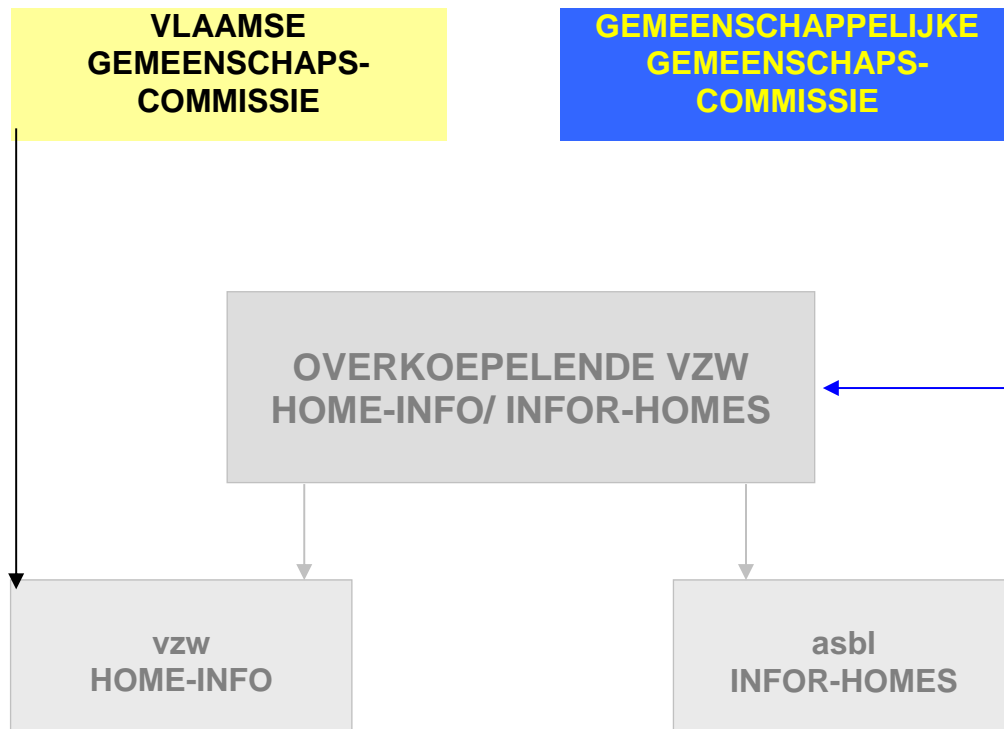 VLAAMSE
GEMEENSCHAPS-
COMMISSIE
GEMEENSCHAPPELIJKE
GEMEENSCHAPS-
COMMISSIE
OVERKOEPELENDE VZW
HOME-INFO/ INFOR-HOMES
vzw
HOME-INFO
asbl
INFOR-HOMES